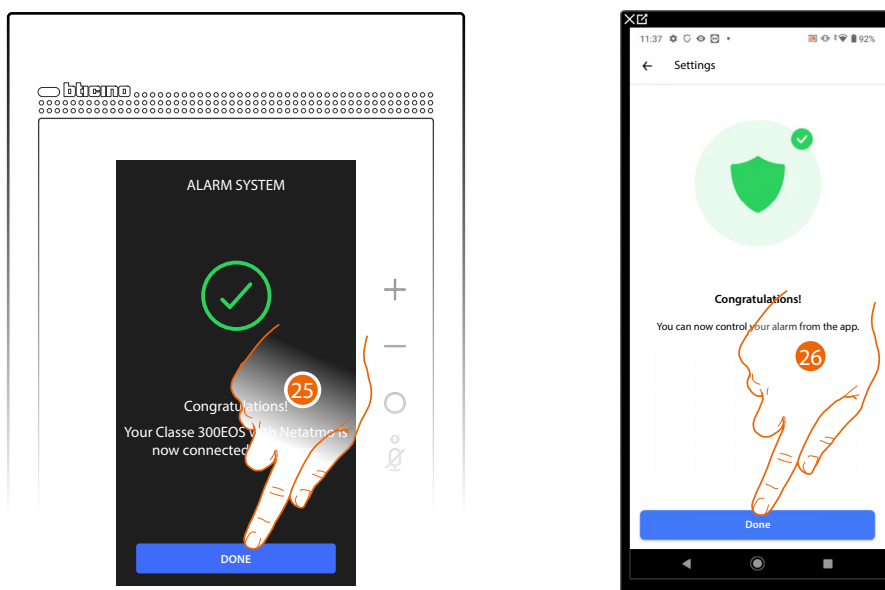 bticino
ALARM SYSTEM
25
Congratulations!
Your Classe 300EOS with Netatmo is
now connected
DONE
11:37
92%
Settings
Congratulations!
You can now control your alarm from the app.
26
Done